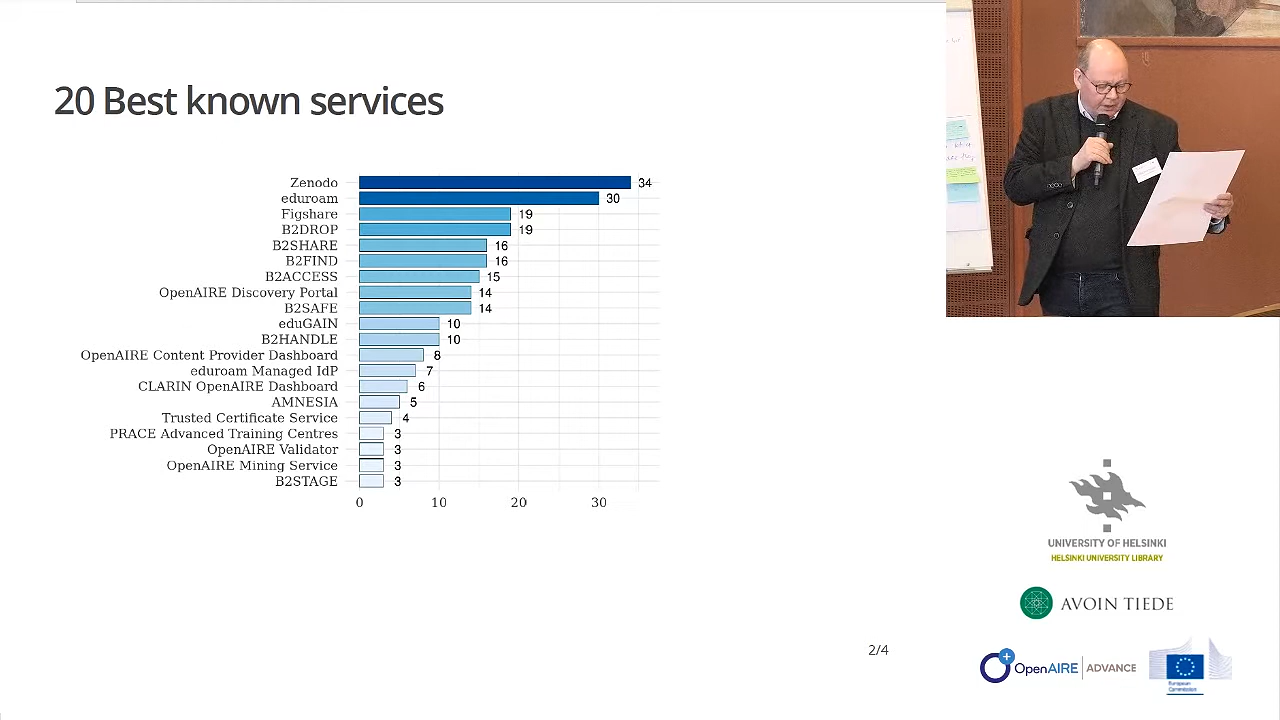 20 Best known services
Zenodo 34
eduroam 30
Figshare 19
B2DROP 19
B2SHARE 16
B2FIND 16
B2ACCESS 15
OpenAIRE Discovery Portal 14
B2SAFE 14
eduGAIN 10
B2HANDLE 10
OpenAIRE Content Provider Dashboard 8
eduroam Managed IdP 7
CLARIN OpenAIRE Dashboard 6
AMNESIA 5
Trusted Certificate Service 4
PRACE Advanced Training Centres 3
OpenAIRE Validator 3
OpenAIRE Mining Service 3
B2STAGE 3
0 10 20 30
UNIVERSITY OF HELSINKI
HELSINKI UNIVERSITY LIBRARY
AVOIN TIEDE
OpenAIRE ADVANCE
European
Commission
2/4